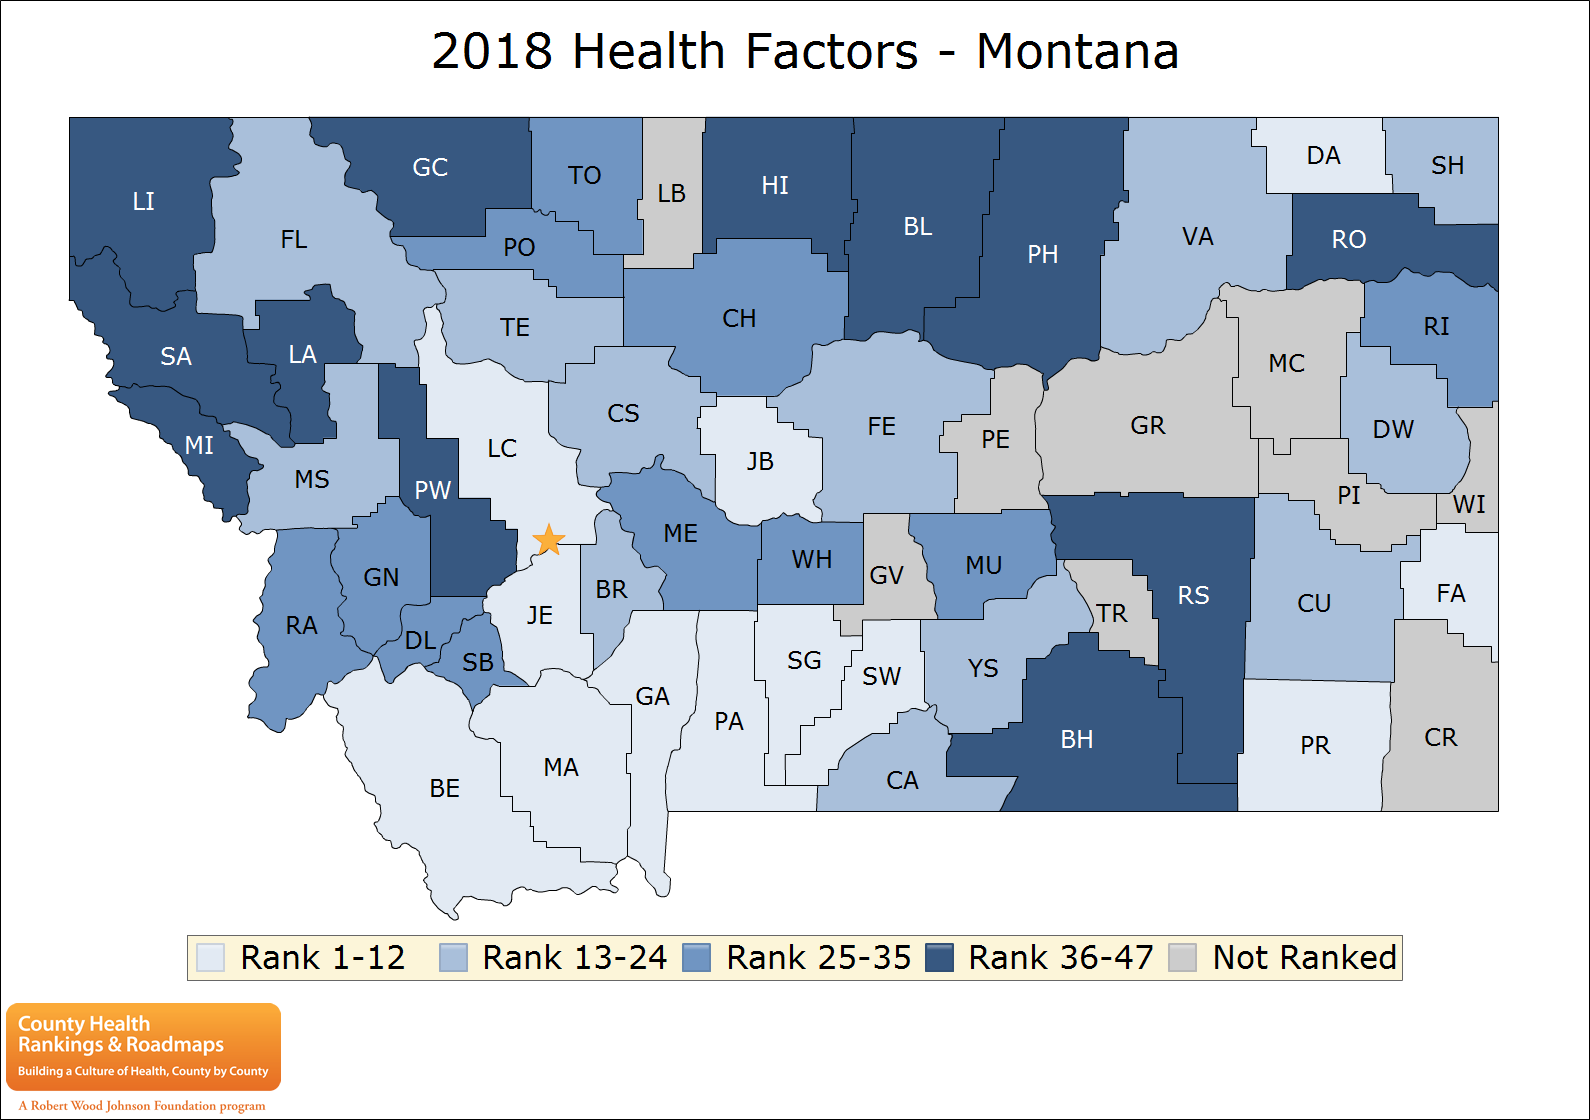 2018 Health Factors - Montana
LI
GC
TO
LB
HI
BL
PH
VA
DA
SH
FL
PO
RO
TE
CH
RI
SA
LA
MC
CS
FE
PE
GR
DW
MI
MS
LC
JB
PW
PI
WI
ME
GN
WH
GV
MU
RS
BR
JE
TR
CU
FA
RA
DL
SB
SG
SW
YS
GA
PA
BH
PR
CR
BE
MA
CA
Rank 1-12 Rank 13-24 Rank 25-35 Rank 36-47 Not Ranked
County Health
Rankings & Roadmaps
Building a Culture of Health, County by County
A Robert Wood Johnson Foundation program